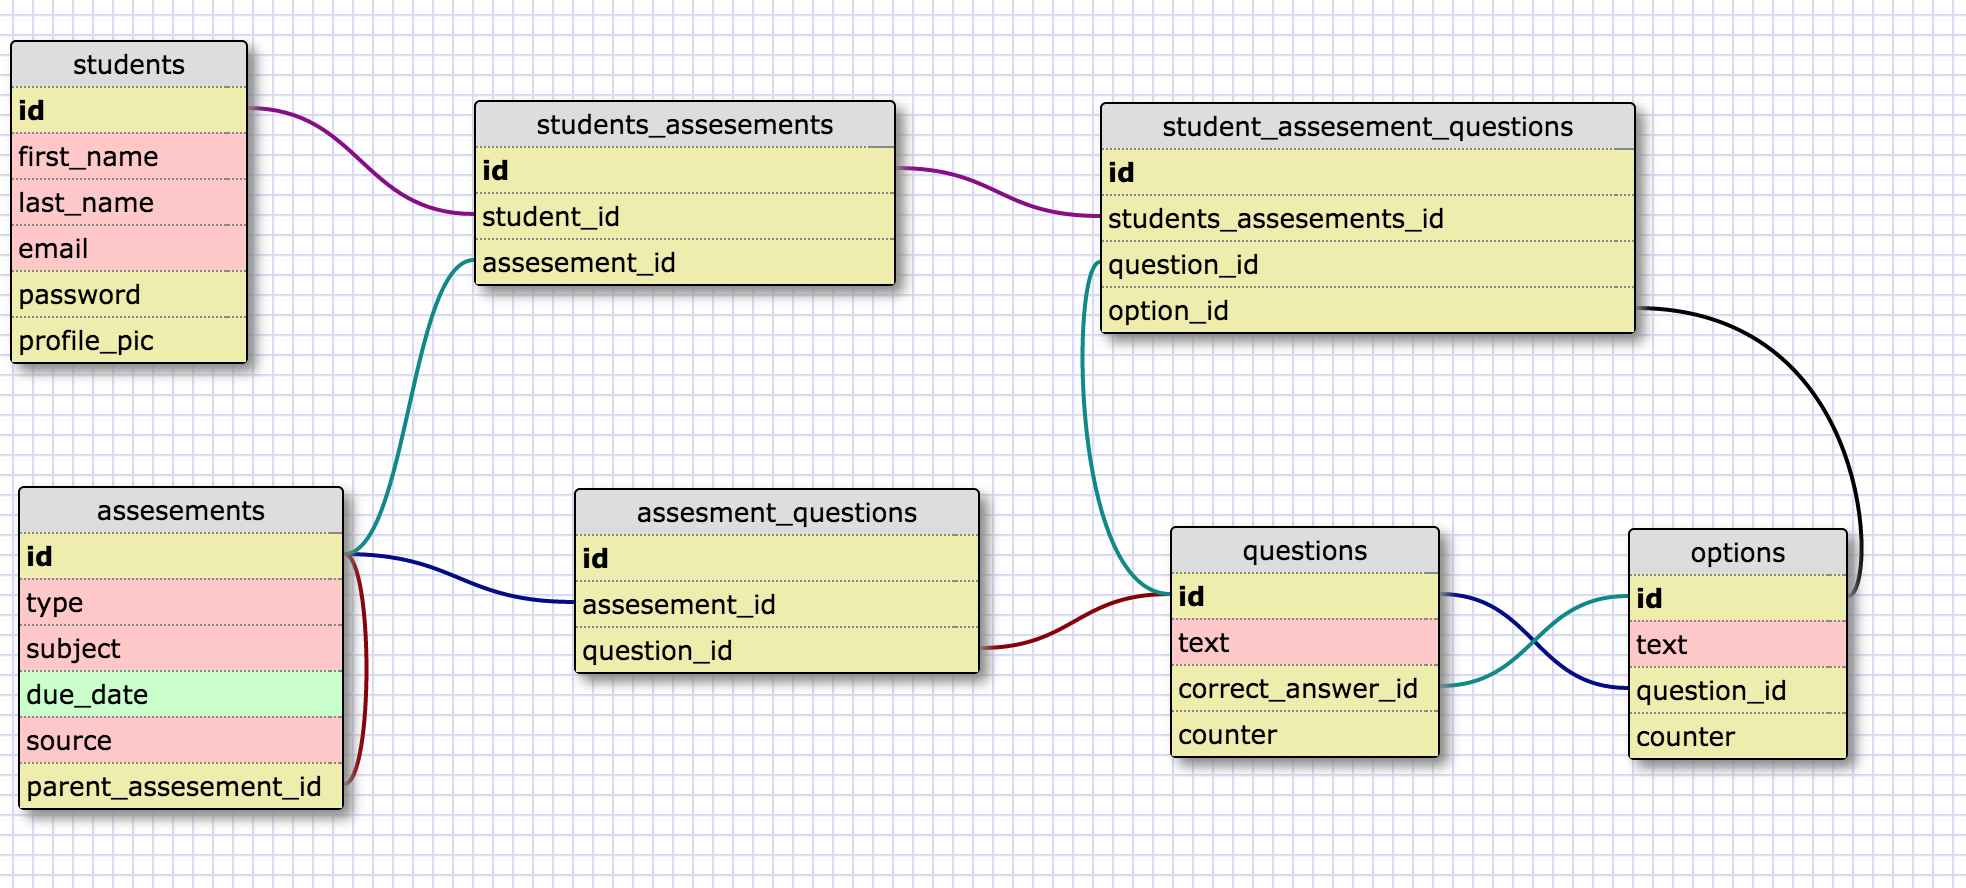 students
id
first_name
last_name
email
password
profile_pic
students_assesements
id
student_id
assesement_id
student_assesement_questions
id
students_assesements_id
question_id
option_id
assesements
id
type
subject
due_date
source
parent_assesement_id
assesment_questions
id
assesement_id
question_id
questions
id
text
correct_answer_id
counter
options
id
text
question_id
counter